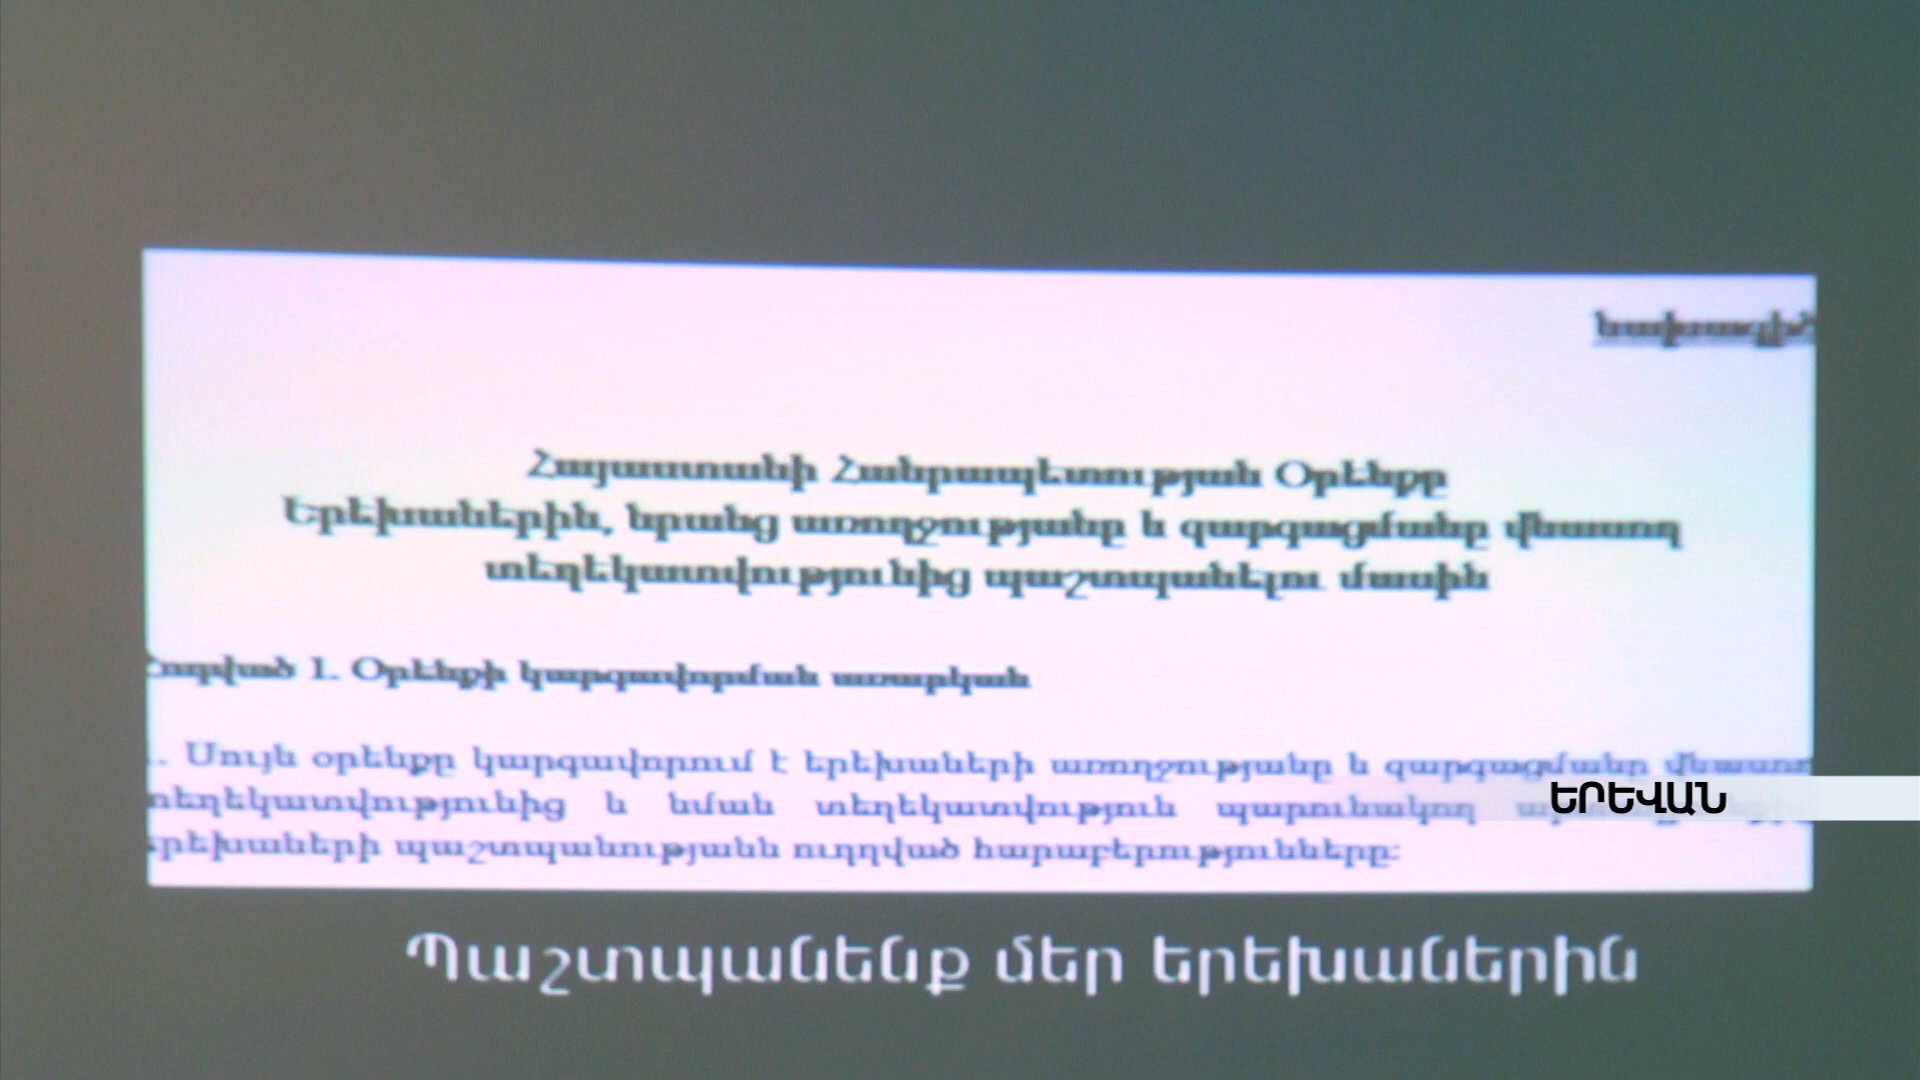 Նախագիծ
Հայաստանի Հանրապետության Օրենքը
Երեխաներին, նրանց առողջությանը և զարգացմանը վնասող
տեղեկատվությունից պաշտպանելու մասին
Հոդված 1. Օրենքի կարգավորման առարկան
. Սույն օրենքը կարգավորում է երեխաների առողջությանը և զարգացմանը վնասող
տեղեկատվությունից և նման տեղեկատվություն պարունակող
երեխաների պաշտպանությանն ուղղված հարաբերությունները:
ԵՐԵՎԱՆ
Պաշտպանենք մեր երեխաներին